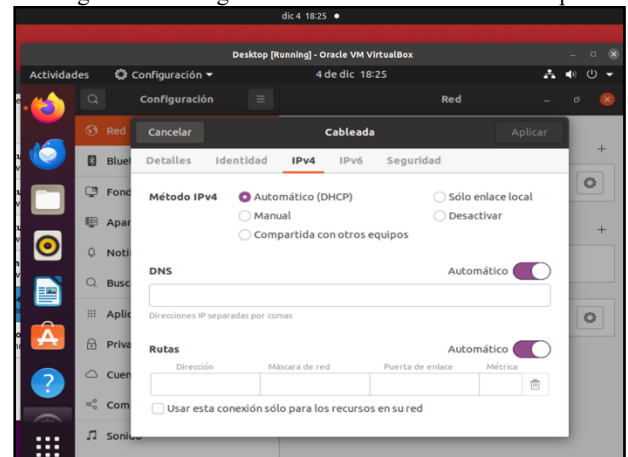 dic 4 18:25
Desktop [Running] - Oracle VM VirtualBox
Actividades Configuración 4 de dic 18:25
Configuración Red
Red
Cancelar Cableada Aplicar
Detalles Identidad IPv4 IPv6 Seguridad
Método IPv4 Automático (DHCP) Sólo enlace local
Manual Desactivar
Compartida con otros equipos
DNS Automático
Direcciones IP separadas por comas
Rutas Automático
Dirección Máscara de red Puerta de enlace Métrica
Usar esta conexión sólo para los recursos en su red
Bluet
Fond
Apar
Noti
Busc
Aplic
Priva
Cuen
Com
Sonido